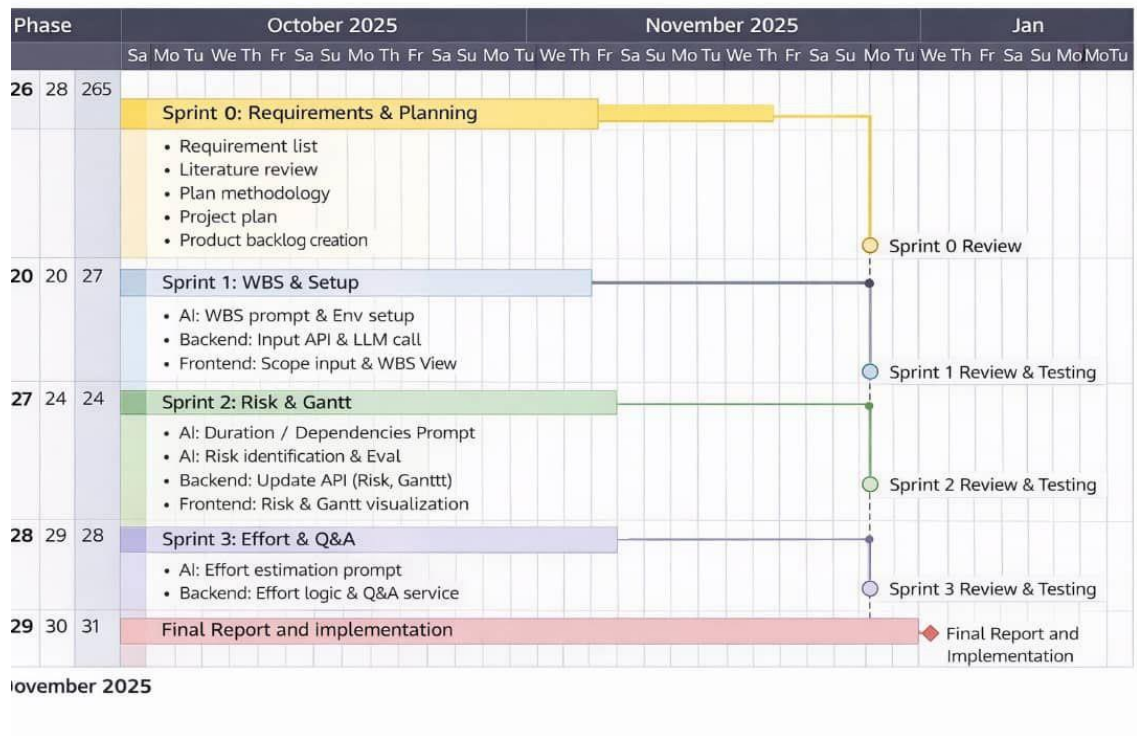 Phase October 2025 November 2025 Jan
Sa Mo Tu We Th Fr Sa Su Mo Th Fr Sa Su Mo Tu We Th Fr Sa Su Mo Tu We Th Fr Sa Su Mo Tu We Th Fr Sa Su Mo Mo Tu
26 28 265
Sprint 0: Requirements & Planning
• Requirement list
• Literature review
• Plan methodology
• Project plan
• Product backlog creation
Sprint 0 Review
20 20 27
Sprint 1: WBS & Setup
• AI: WBS prompt & Env setup
• Backend: Input API & LLM call
• Frontend: Scope input & WBS View
Sprint 1 Review & Testing
27 24 24
Sprint 2: Risk & Gantt
• AI: Duration / Dependencies Prompt
• AI: Risk identification & Eval
• Backend: Update API (Risk, Ganttt)
• Frontend: Risk & Gantt visualization
Sprint 2 Review & Testing
28 29 28
Sprint 3: Effort & Q&A
• AI: Effort estimation prompt
• Backend: Effort logic & Q&A service
Sprint 3 Review & Testing
29 30 31
Final Report and implementation
Final Report and
Implementation
ovember 2025